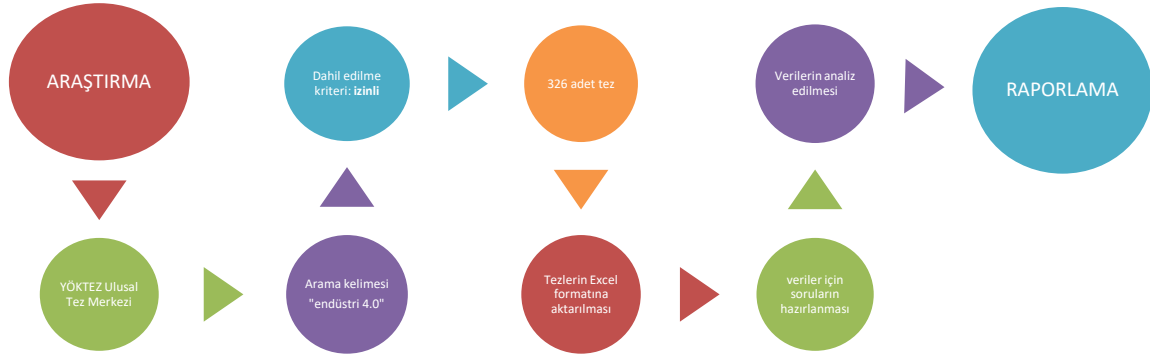 ARAŞTIRMA
YÖKTEZ Ulusal
Tez Merkezi
Arama kelimesi
"endüstri 4.0"
Dahil edilme
kriteri: izinli
326 adet tez
Tezlerin Excel
formatına
aktarılması
veriler için
soruların
hazırlanması
Verilerin analiz
edilmesi
RAPORLAMA